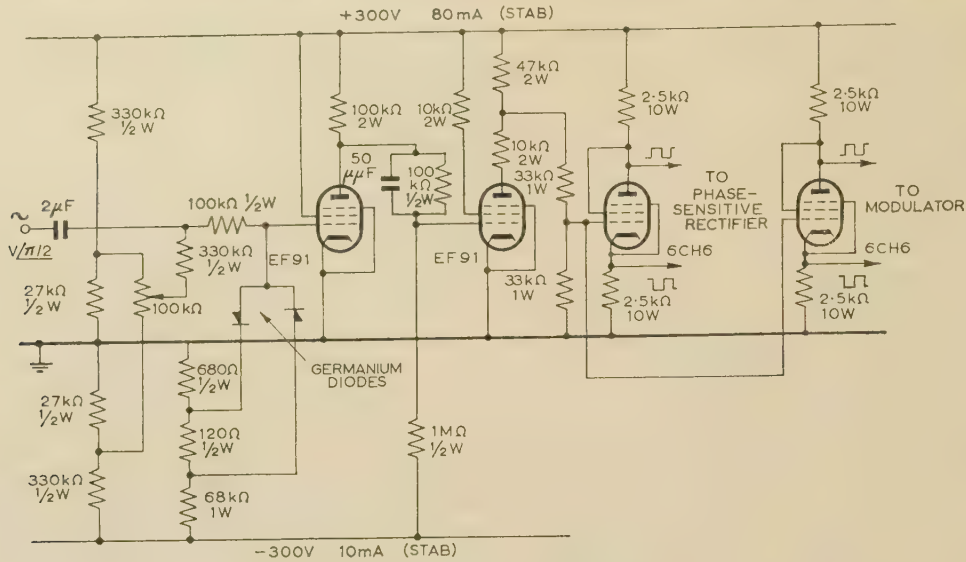 +300V 80mA (STAB)
330kΩ
1/2W
100kΩ
2W
10kΩ
2W
47kΩ
2W
2·5kΩ
10W
2·5kΩ
10W
50
μμF
100
kΩ
1/2W
10kΩ
2W
33kΩ
1W
TO
PHASE-
SENSITIVE
RECTIFIER
TO
MODULATOR
2μF
~
V/π/2
100kΩ 1/2W
330kΩ
1/2W
EF91
EF91
6CH6
6CH6
27kΩ
1/2W
100kΩ
33kΩ
1W
2·5kΩ
10W
2·5kΩ
10W
GERMANIUM
DIODES
680Ω
1/2W
27kΩ
1/2W
120Ω
1/2W
1MΩ
1/2W
330kΩ
1/2W
68kΩ
1W
−300V 10mA (STAB)